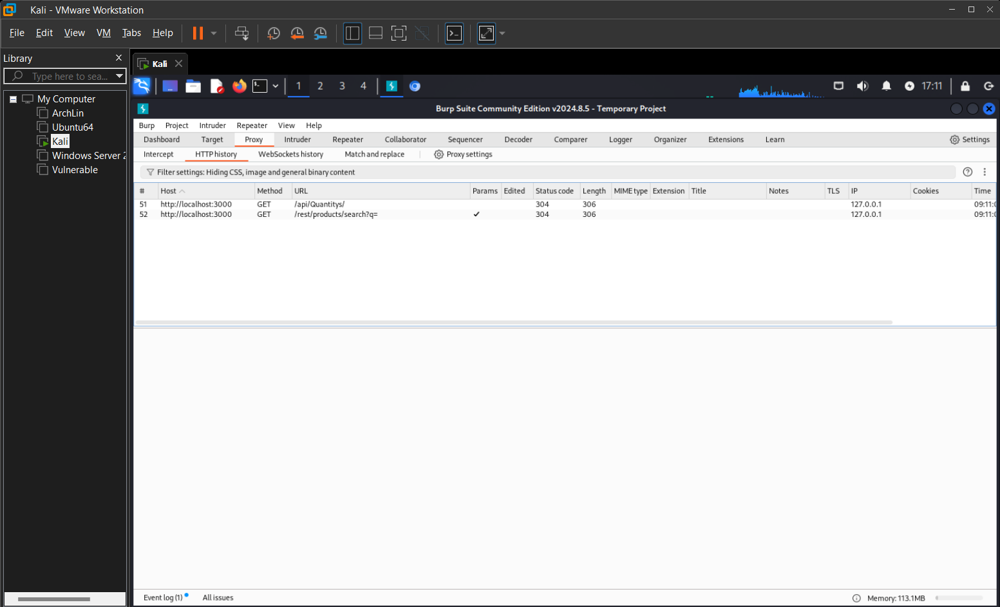 Kali - VMware Workstation
File Edit View VM Tabs Help
Library
Type here to sea...
My Computer
ArchLin
Ubuntu64
Kali
Windows Server 2
Vulnerable
Kali
1 2 3 4
17:11
Burp Suite Community Edition v2024.8.5 - Temporary Project
Burp Project Intruder Repeater View Help
Dashboard Target Proxy Intruder Repeater Collaborator Sequencer Decoder Comparer Logger Organizer Extensions Learn Settings
Intercept HTTP history WebSockets history Match and replace Proxy settings
Filter settings: Hiding CSS, image and general binary content
# Host Method URL Params Edited Status code Length MIME type Extension Title Notes TLS IP Cookies Time
51 http://localhost:3000 GET /api/Quantitys/ 304 306 127.0.0.1 09:11:
52 http://localhost:3000 GET /rest/products/search?q= ✓ 304 306 127.0.0.1 09:11:
Event log (1) All issues Memory: 113.1MB